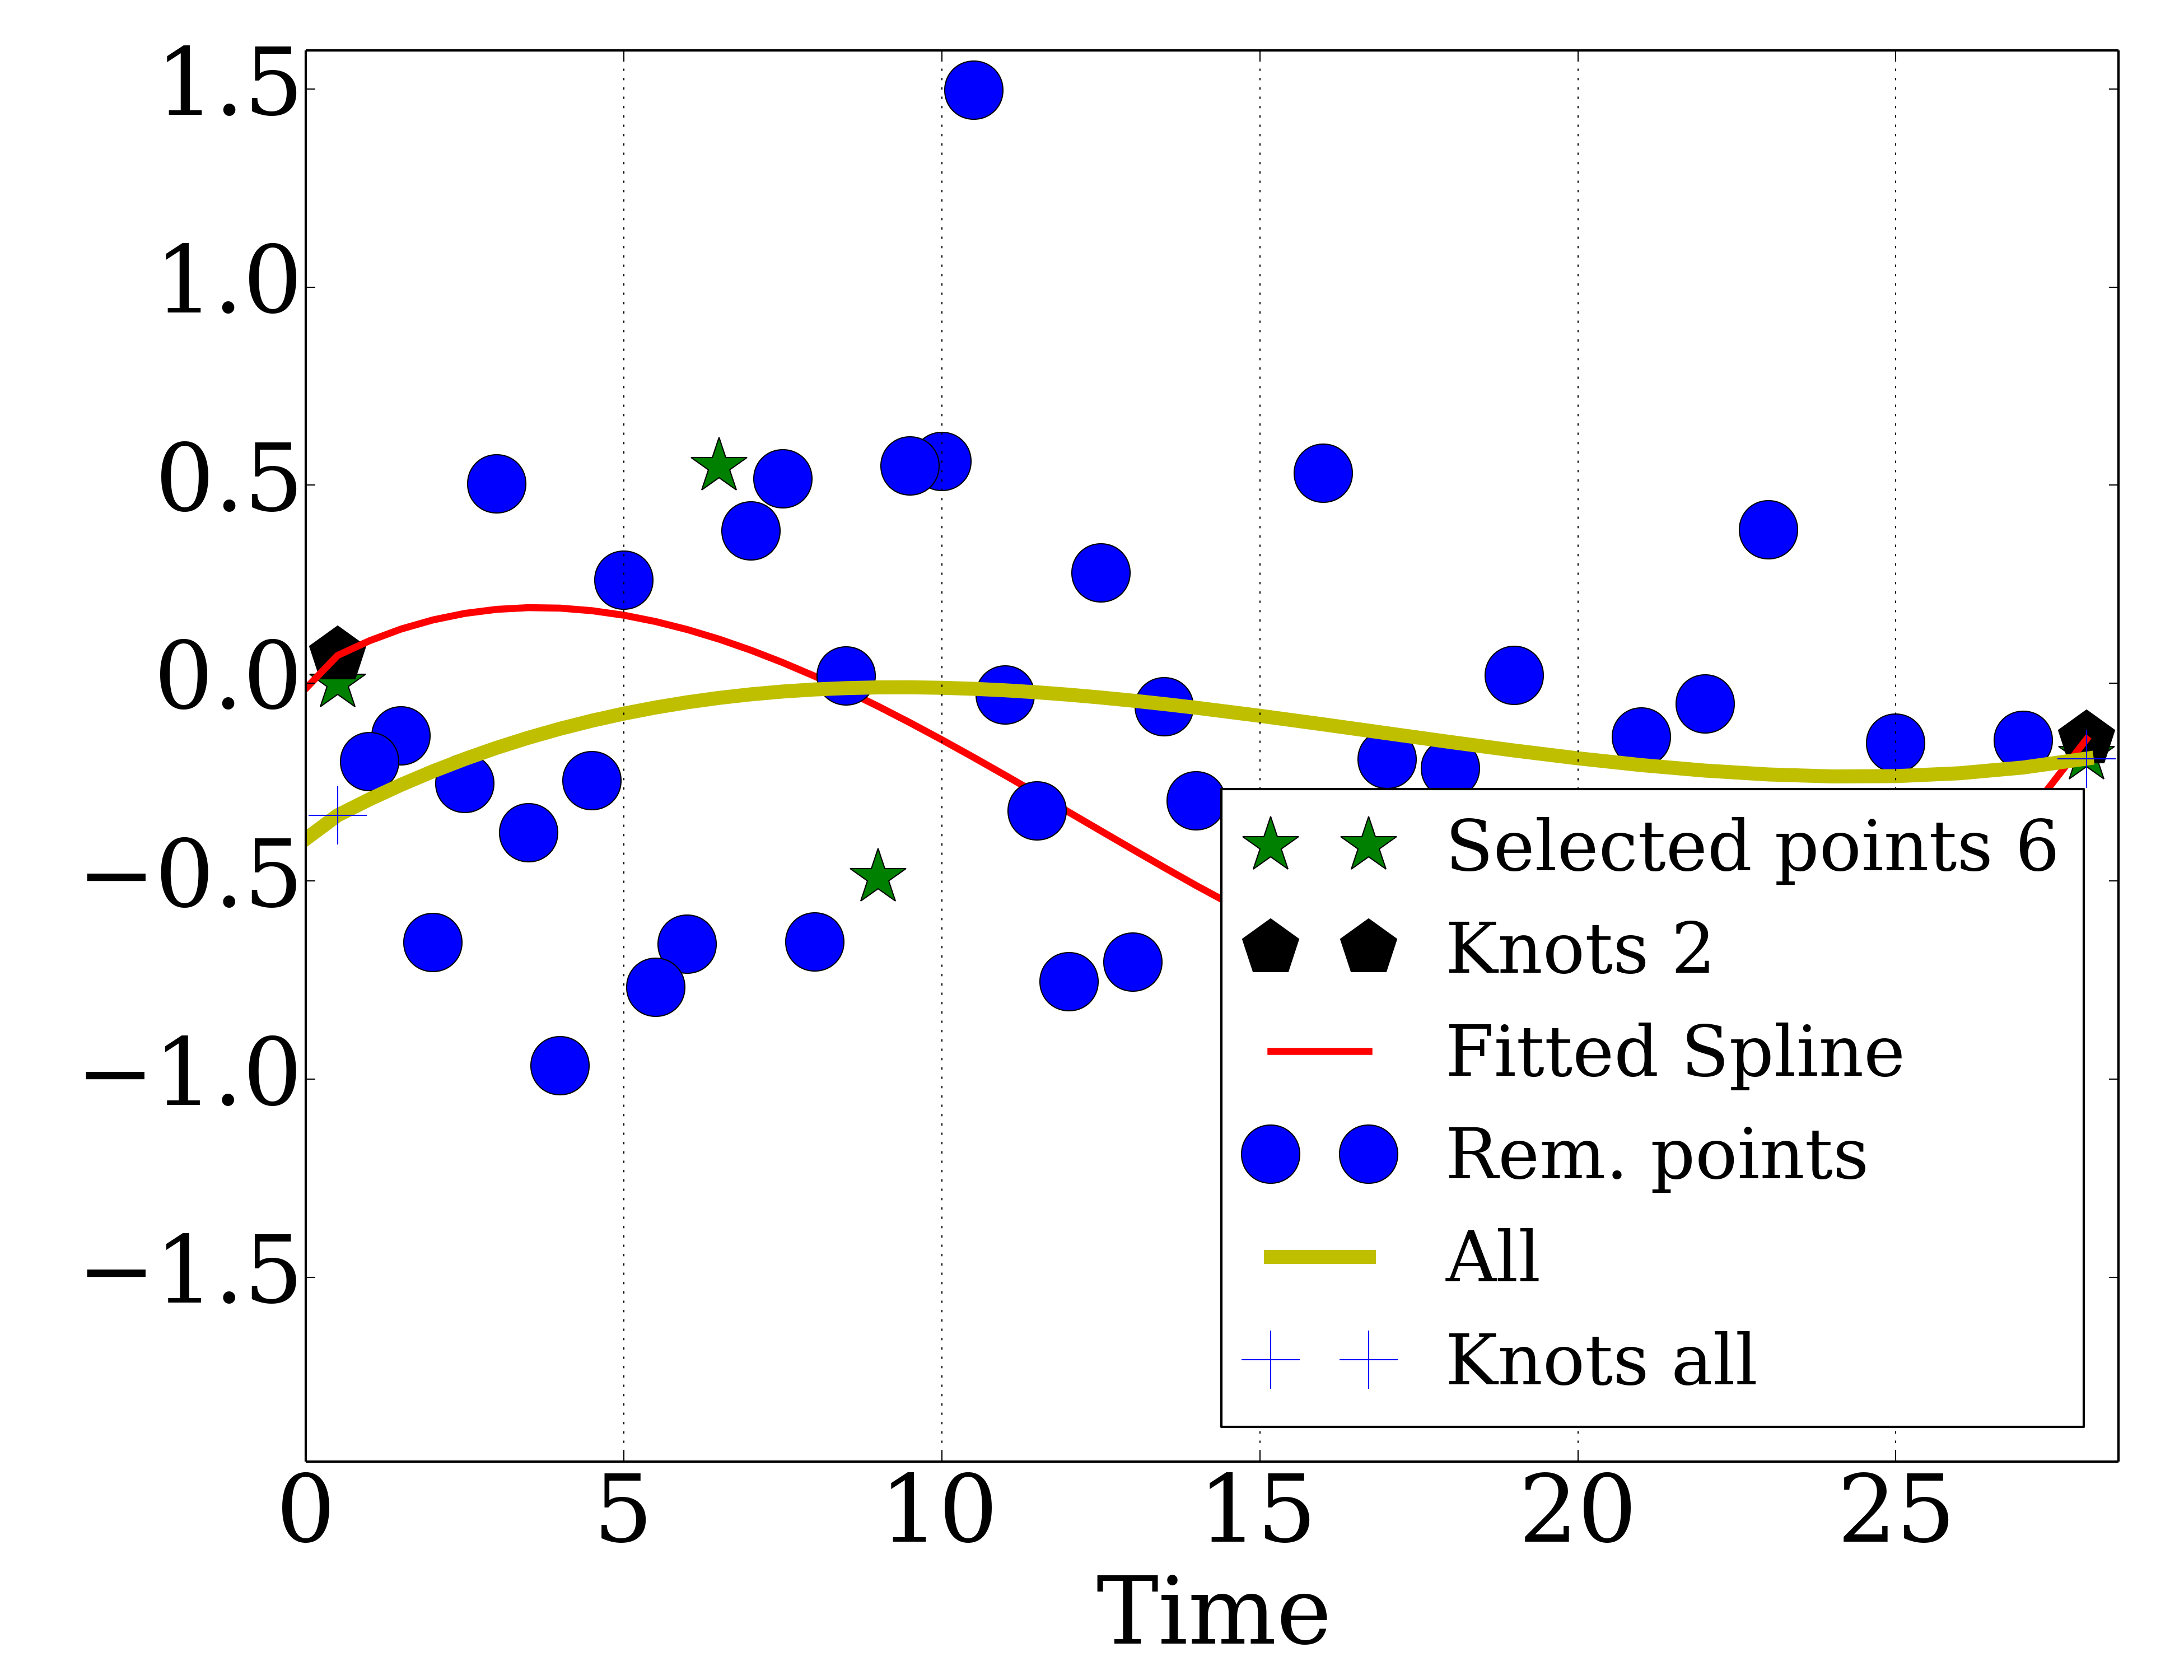 1.5
1.0
0.5
0.0
−0.5
−1.0
−1.5
Selected points 6
Knots 2
Fitted Spline
Rem. points
All
Knots all
0 5 10 15 20 25
Time